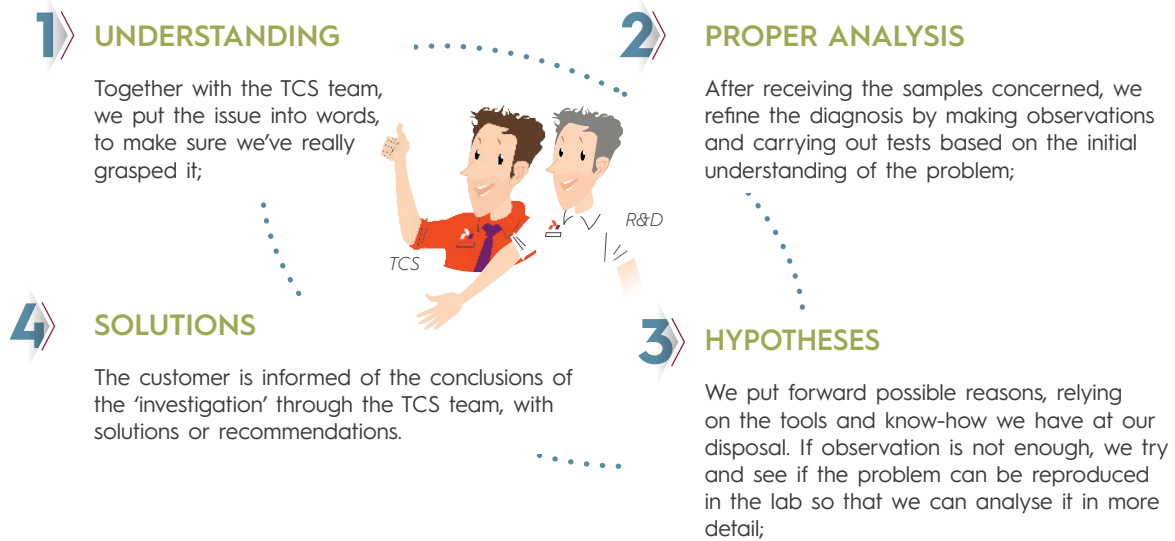 1
UNDERSTANDING
Together with the TCS team,
we put the issue into words,
to make sure we've really
grasped it;
2
PROPER ANALYSIS
After receiving the samples concerned, we
refine the diagnosis by making observations
and carrying out tests based on the initial
understanding of the problem;
TCS
R&D
3
HYPOTHESES
We put forward possible reasons, relying
on the tools and know-how we have at our
disposal. If observation is not enough, we try
and see if the problem can be reproduced
in the lab so that we can analyse it in more
detail;
4
SOLUTIONS
The customer is informed of the conclusions of
the ‘investigation’ through the TCS team, with
solutions or recommendations.